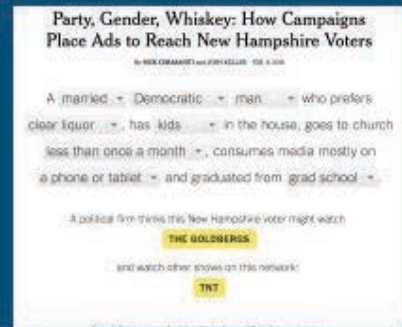 Party, Gender, Whiskey: How Campaigns
Place Ads to Reach New Hampshire Voters
A married Democratic man who prefers
clear liquor , has kids in the house, goes to church
less than once a month , consumes media mostly on
a phone or tablet and graduated from grad school .
A political firm thinks this New Hampshire voter might watch
THE GOLDBERGS
and watch other shows on this network:
TNT